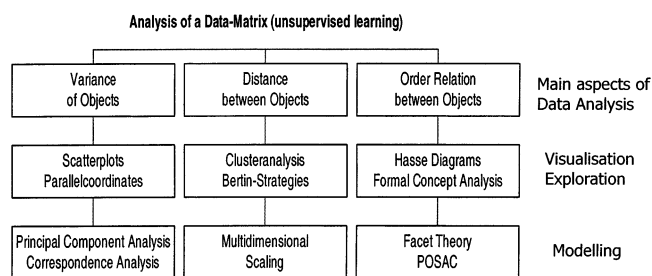 Analysis of a Data-Matrix (unsupervised learning)
Variance
of Objects
Distance
between Objects
Order Relation
between Objects
Main aspects of
Data Analysis
Scatterplots
Parallelcoordinates
Clusteranalysis
Bertin-Strategies
Hasse Diagrams
Formal Concept Analysis
Visualisation
Exploration
Principal Component Analysis
Correspondence Analysis
Multidimensional
Scaling
Facet Theory
POSAC
Modelling